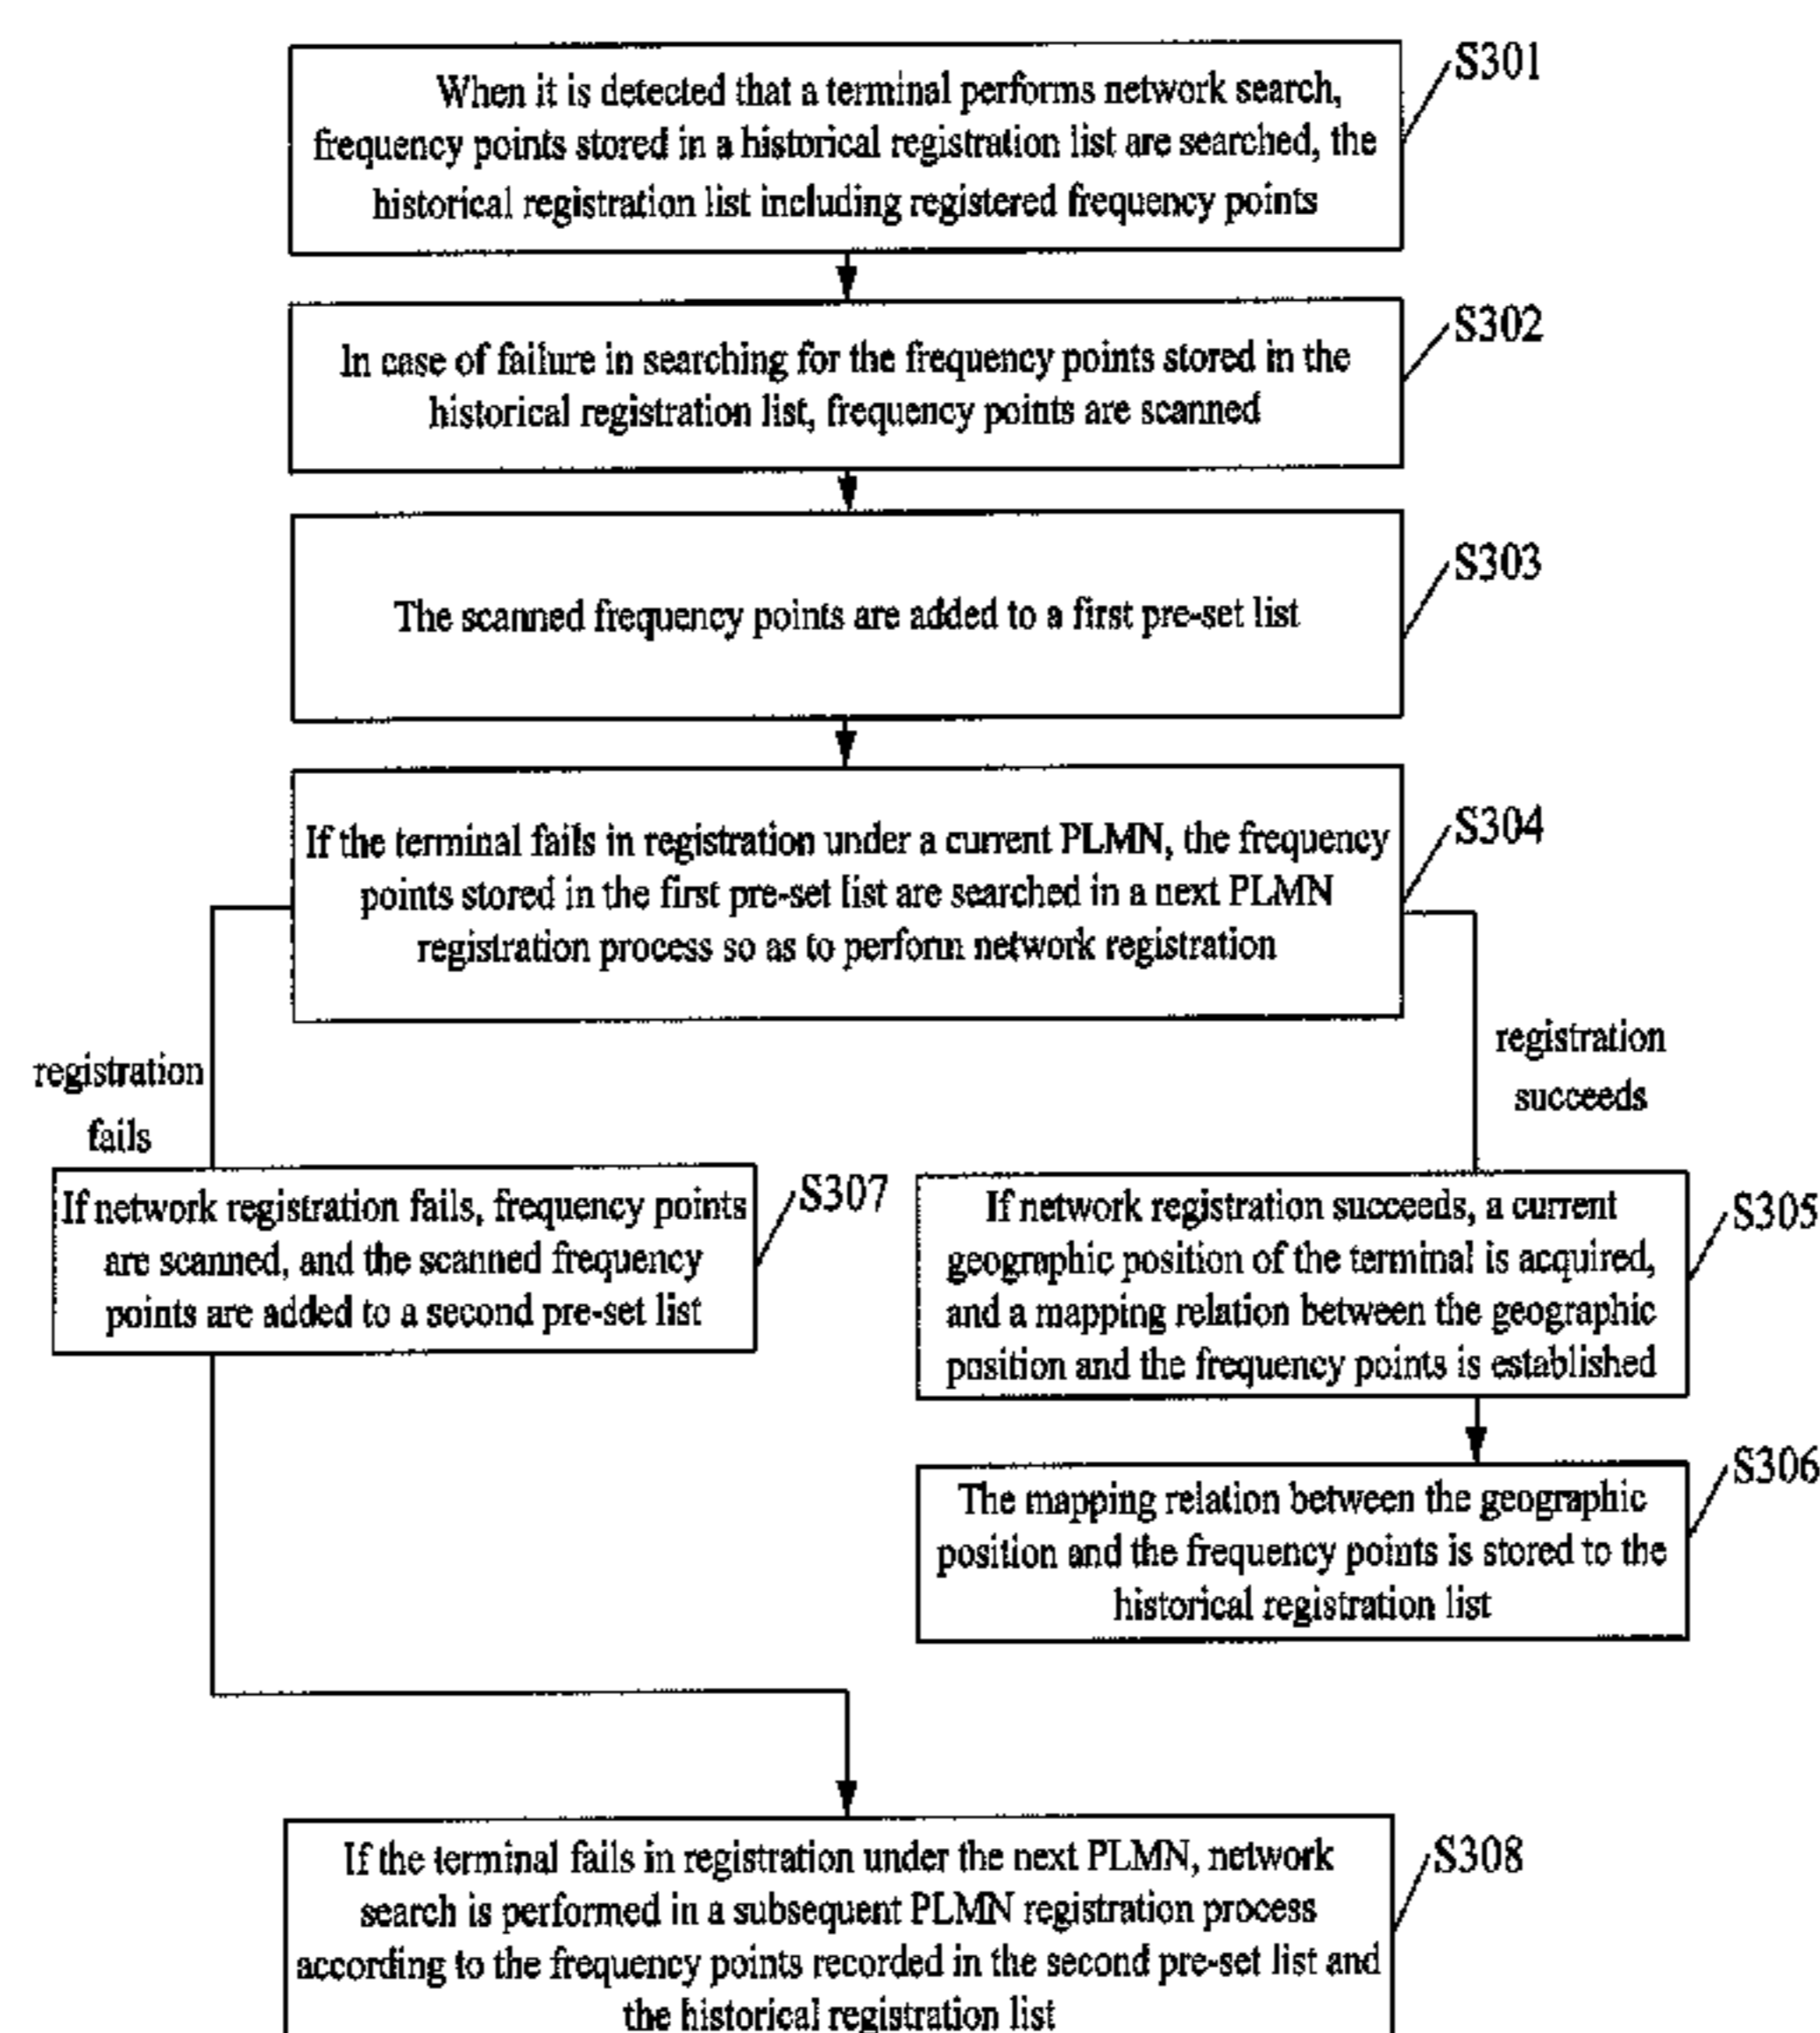 When it is detected that a terminal performs network search,
frequency points stored in a historical registration list are searched, the
historical registration list including registered frequency points
S301
In case of failure in searching for the frequency points stored in the
historical registration list, frequency points are scanned
S302
The scanned frequency points are added to a first pre-set list
S303
If the terminal fails in registration under a current PLMN, the frequency
points stored in the first pre-set list are searched in a next PLMN
registration process so as to perform network registration
S304
registration
fails
registration
succeeds
If network registration fails, frequency points
are scanned, and the scanned frequency
points are added to a second pre-set list
S307
If network registration succeeds, a current
geographic position of the terminal is acquired,
and a mapping relation between the geographic
position and the frequency points is established
S305
The mapping relation between the geographic
position and the frequency points is stored to the
historical registration list
S306
If the terminal fails in registration under the next PLMN, network
search is performed in a subsequent PLMN registration process
according to the frequency points recorded in the second pre-set list and
the historical registration list
S308